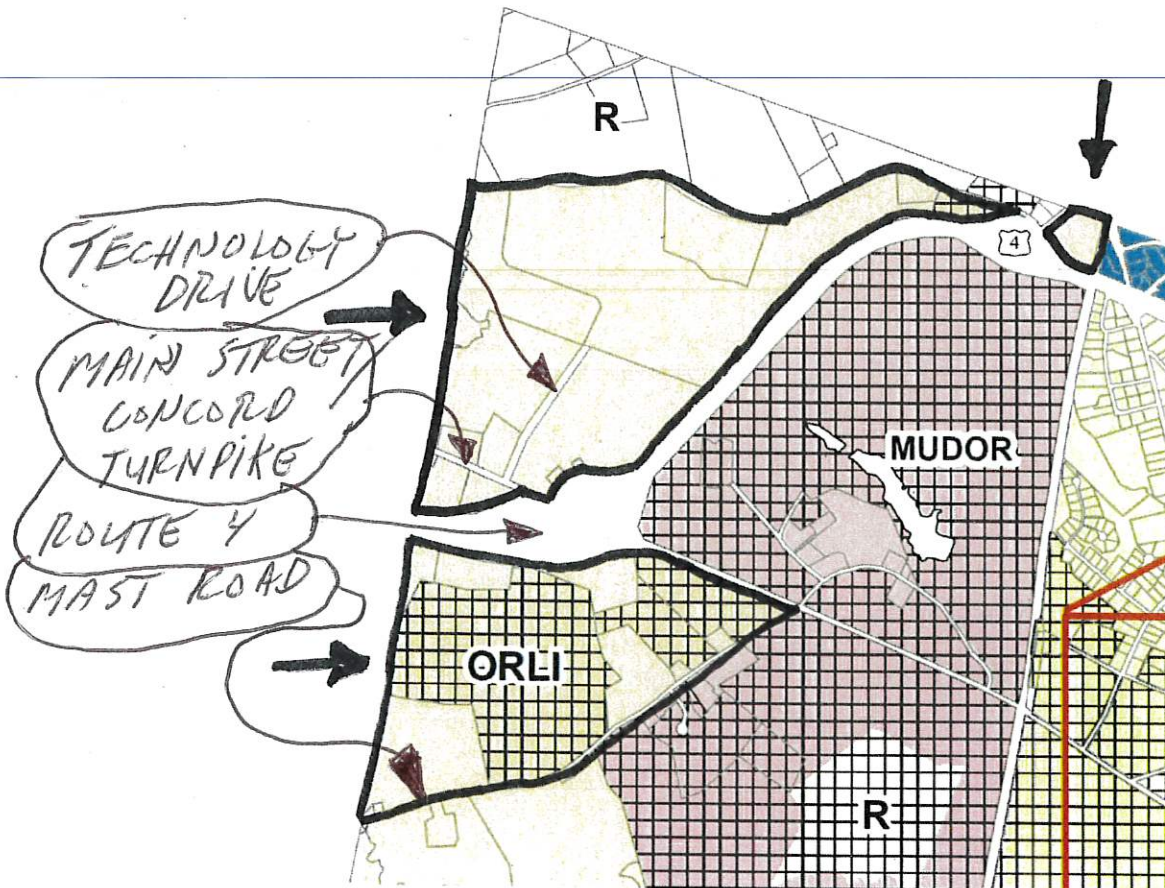 R
4
TECHNOLOGY
DRIVE
MAIN STREET
CONCORD
TURNPIKE
MUDOR
ROUTE 4
MAST ROAD
ORLI
R